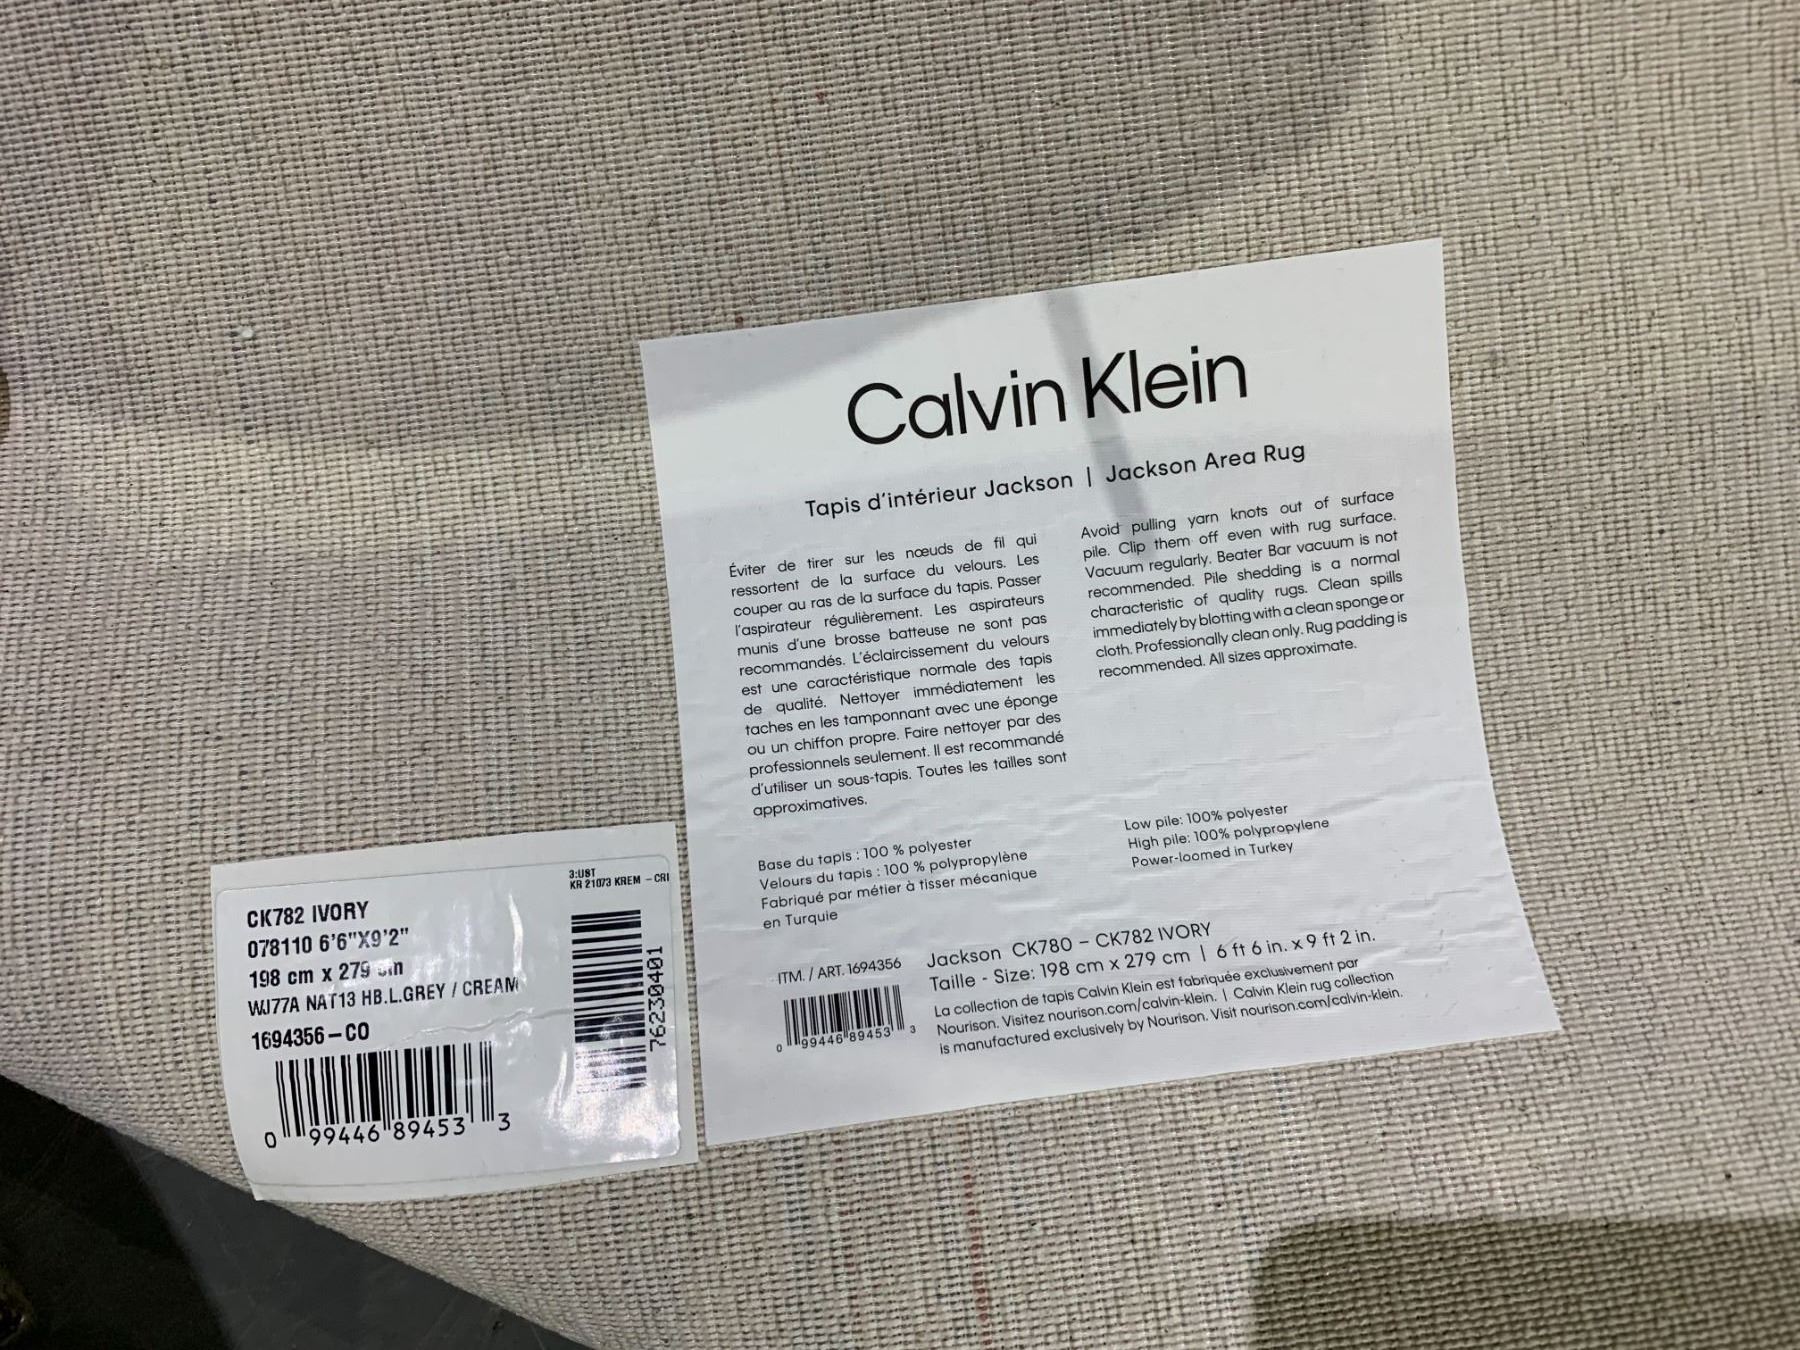 Calvin Klein
Tapis d'intérieur Jackson | Jackson Area Rug
Éviter de tirer sur les nœuds de fil qui
ressortent de la surface du velours. Les
couper au ras de la surface du tapis. Passer
l'aspirateur régulièrement. Les aspirateurs
munis d'une brosse batteuse ne sont pas
recommandés. L'éclaircissement du velours
est une caractéristique normale des tapis
de qualité. Nettoyer immédiatement les
taches en les tamponnant avec une éponge
ou un chiffon propre. Faire nettoyer par des
professionnels seulement. Il est recommandé
d'utiliser un sous-tapis. Toutes les tailles sont
approximatives.
Avoid pulling yarn knots out of surface
pile. Clip them off even with rug surface.
Vacuum regularly. Beater Bar vacuum is not
recommended. Pile shedding is a normal
characteristic of quality rugs. Clean spills
immediately by blotting with a clean sponge or
cloth. Professionally clean only. Rug padding is
recommended. All sizes approximate.
Base du tapis : 100 % polyester
Velours du tapis : 100 % polypropylène
Fabriqué par métier à tisser mécanique
en Turquie
Low pile: 100% polyester
High pile: 100% polypropylene
Power-loomed in Turkey
ITM. / ART. 1694356
0 99446 89453 3
Jackson CK780 – CK782 IVORY
Taille - Size: 198 cm x 279 cm | 6 ft 6 in. x 9 ft 2 in.
La collection de tapis Calvin Klein est fabriquée exclusivement par
Nourison. Visitez nourison.com/calvin-klein. | Calvin Klein rug collection
is manufactured exclusively by Nourison. Visit nourison.com/calvin-klein.
3:UST
KR 21073 KREM - CRI
CK782 IVORY
078110 6'6"X9'2"
198 cm x 279 cm
WJ77A NAT13 HB.L.GREY / CREAM
1694356-CO
0 99446 89453 3
76230401